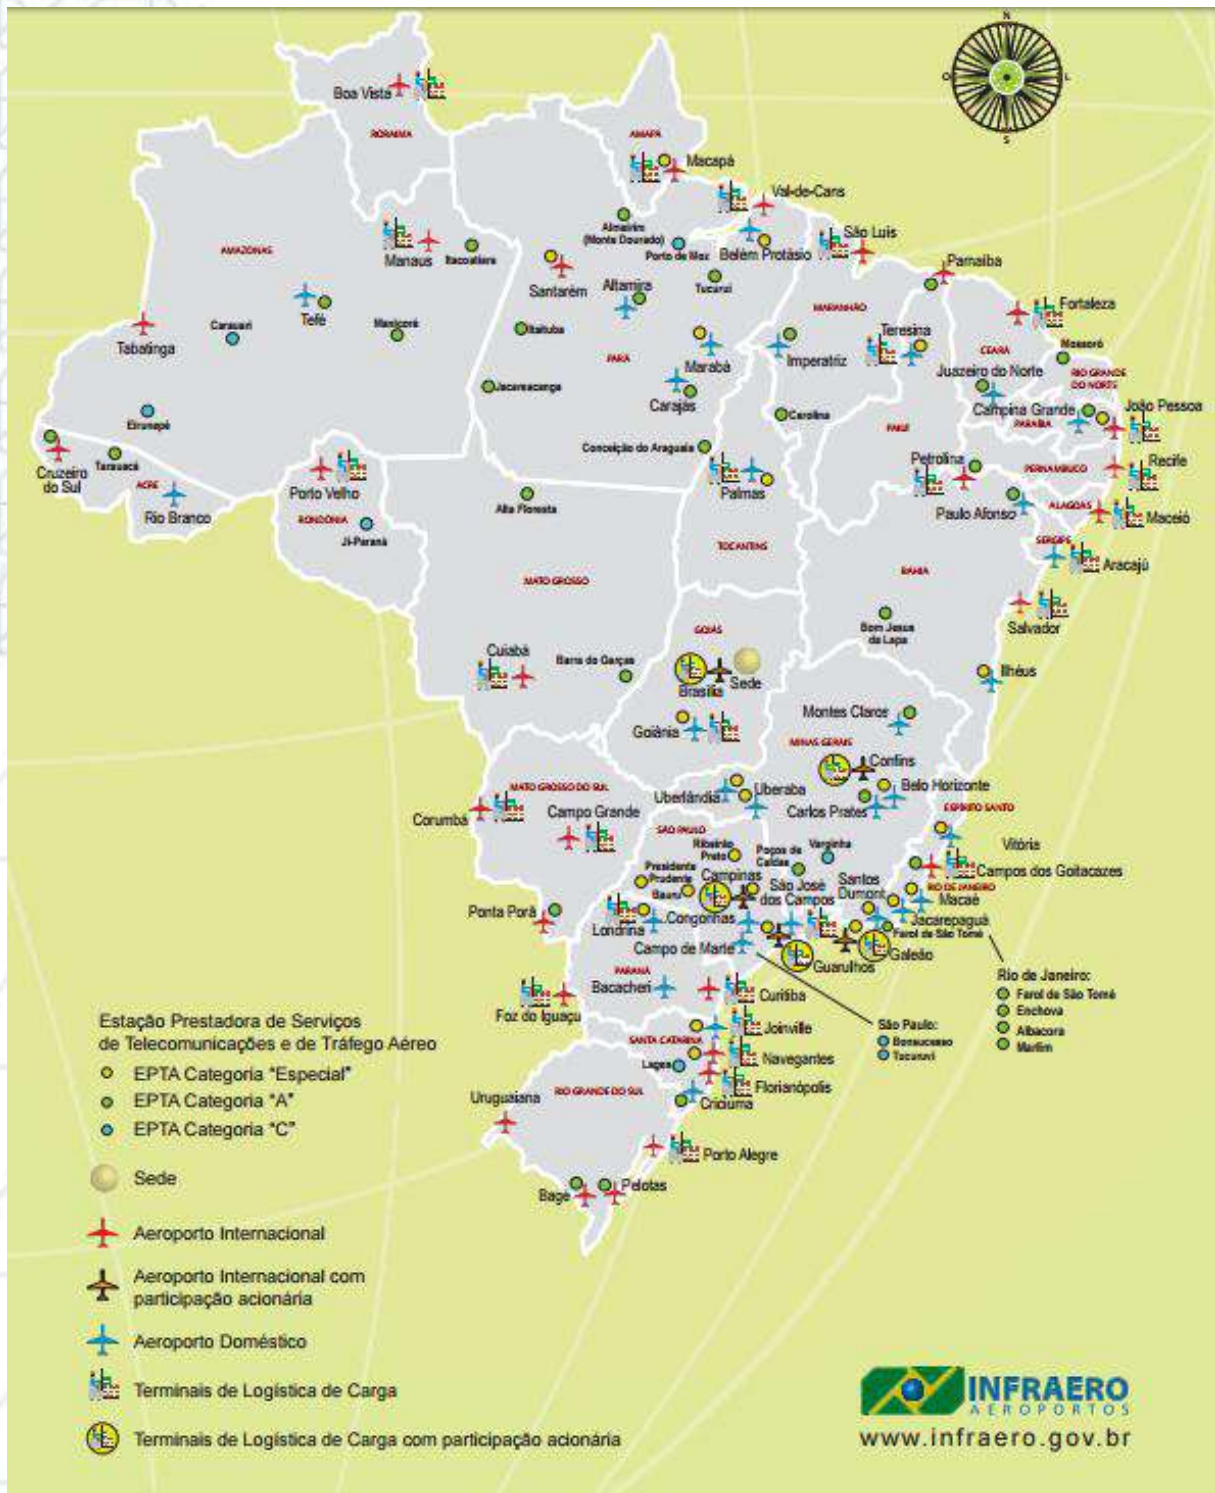 N
O
L
S
Boa Vista
RORAIMA
AMAPÁ
Macapá
Val-de-Cans
Almeirim
(Monte Dourado)
Porto de Moz
Belém Protásio
São Luis
Parnaíba
AMAZONAS
Manaus
Itacoatiara
Santarém
Altamira
Tucuruí
MARANHÃO
Fortaleza
Tabatinga
Carauari
Tefé
Manicoré
Itaituba
PARÁ
Marabá
Imperatriz
Teresina
CEARÁ
Mossoró
Juazeiro do Norte
RIO GRANDE
DO NORTE
Jacareacanga
Carajás
Carolina
Campina Grande
João Pessoa
PARAÍBA
Eirunepé
PIAUÍ
Conceição do Araguaia
Petrolina
PERNAMBUCO
Recife
Cruzeiro
do Sul
Tarauacá
ACRE
Rio Branco
Porto Velho
RONDÔNIA
Ji-Paraná
Alta Floresta
Palmas
Paulo Afonso
ALAGOAS
Maceió
TOCANTINS
SERGIPE
Aracajú
MATO GROSSO
BAHIA
Bom Jesus
da Lapa
Salvador
GOIÁS
Cuiabá
Barra do Garças
Brasília
Sede
Ilhéus
Goiânia
Montes Claros
MINAS GERAIS
Confins
MATO GROSSO DO SUL
Uberlândia
Uberaba
Belo Horizonte
Carlos Prates
ESPÍRITO SANTO
Corumbá
Campo Grande
SÃO PAULO
Ribeirão
Preto
Poços de
Caldas
Varginha
Vitória
Presidente
Prudente
Campinas
São José
dos Campos
Santos
Dumont
Campos dos Goitacazes
RIO DE JANEIRO
Bauru
Macaé
Ponta Porã
Londrina
Congonhas
Jacarepaguá
Farol de São Tomé
Campo de Marte
Guarulhos
Galeão
PARANÁ
Bacacheri
Curitiba
Foz do Iguaçu
Rio de Janeiro:
Farol de São Tomé
Enchova
Albacora
Marlim
São Paulo:
Bonsucesso
Tucuruvi
Joinville
SANTA CATARINA
Navegantes
Lages
Florianópolis
RIO GRANDE DO SUL
Criciuma
Uruguaiana
Porto Alegre
Bagé
Pelotas
Estação Prestadora de Serviços
de Telecomunicações e de Tráfego Aéreo
EPTA Categoria "Especial"
EPTA Categoria "A"
EPTA Categoria "C"
Sede
Aeroporto Internacional
Aeroporto Internacional com
participação acionária
Aeroporto Doméstico
Terminais de Logística de Carga
Terminais de Logística de Carga com participação acionária
INFRAERO
AEROPORTOS
www.infraero.gov.br